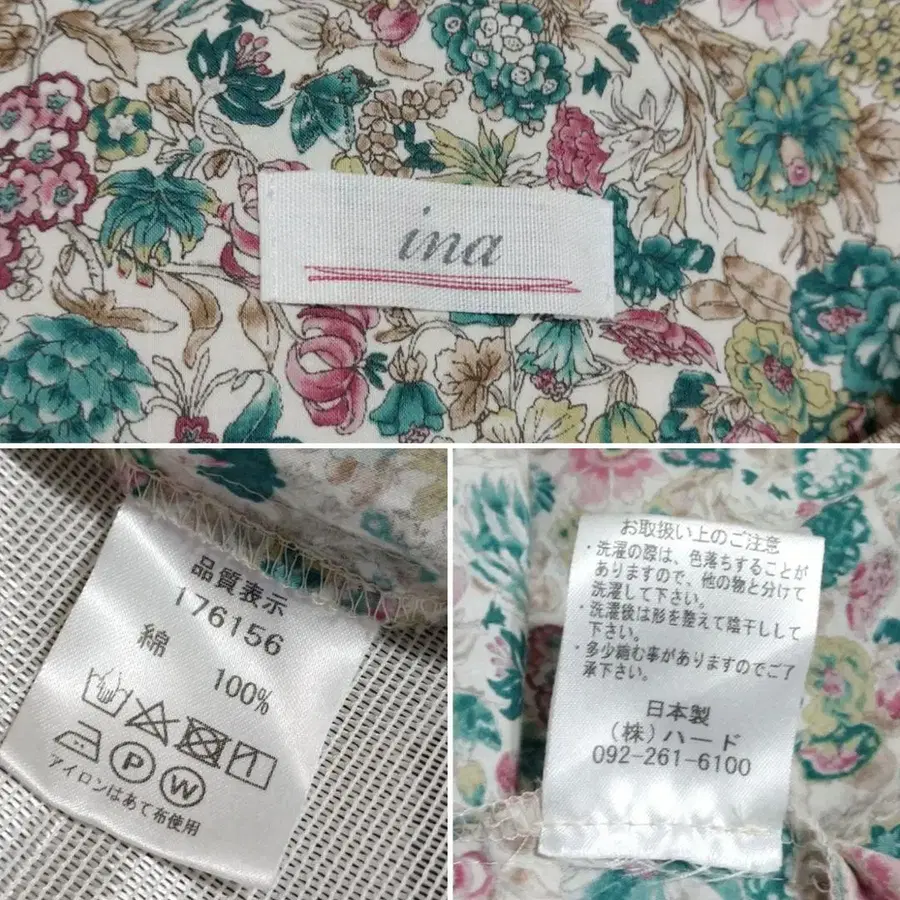 ina
品質表示
176156
綿 100%
P
W
アイロンはあて布使用
お取扱い上のご注意
・洗濯の際は、色落ちすることが
ありますので、他の物と分けて
洗濯して下さい。
・洗濯後は形を整えて陰干しして
下さい。
・多少縮む事がありますのでご了
承下さい。
日本製
(株)ハード
092-261-6100